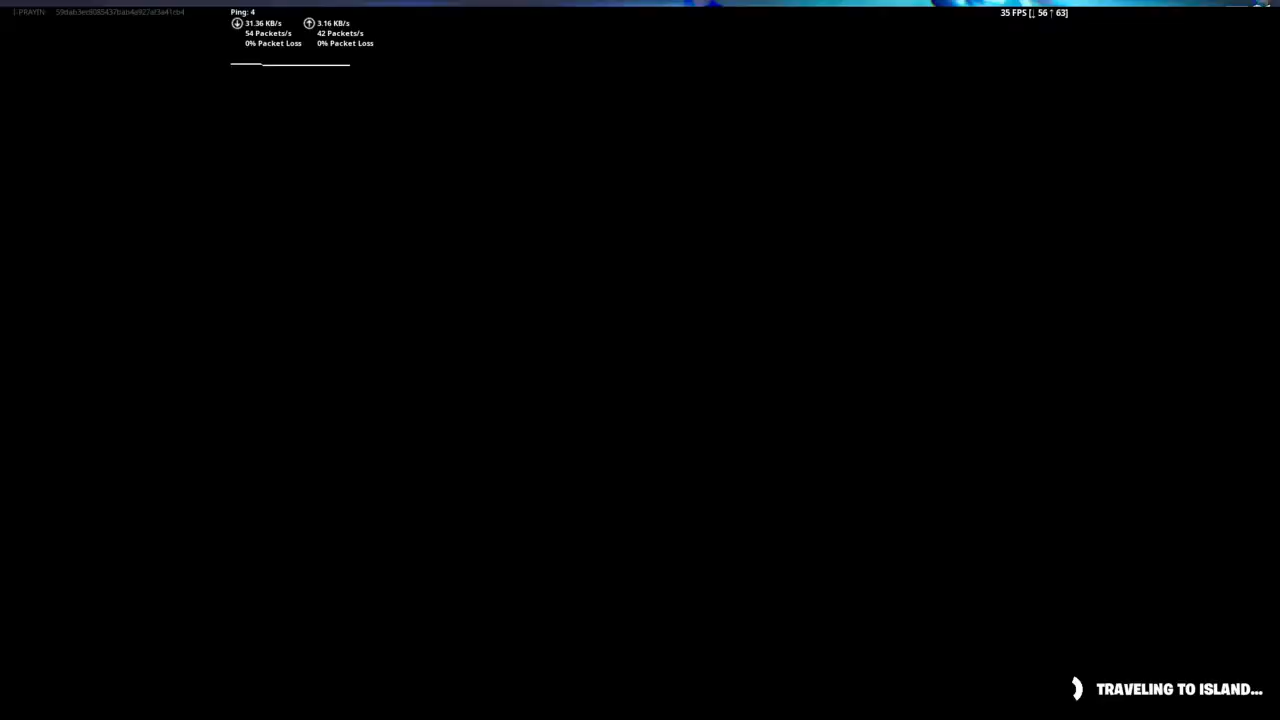 Ping: 4
31.36 KB/s 3.16 KB/s
54 Packets/s 42 Packets/s
0% Packet Loss 0% Packet Loss
35 FPS [↓ 56 ↑ 63]
TRAVELING TO ISLAND...